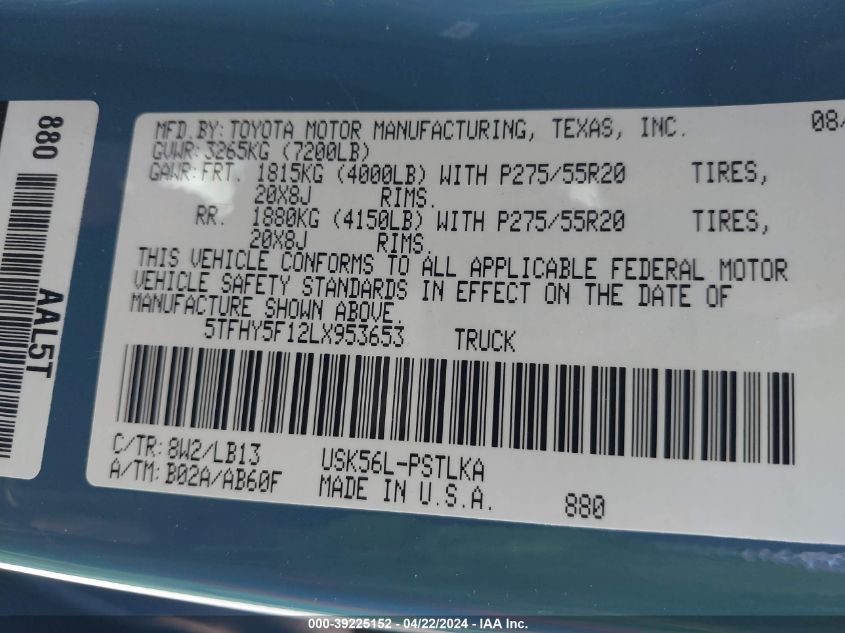 MFD.BY:TOYOTA MOTOR MANUFACTURING, TEXAS, INC. 08/
GVWR:3265KG (7200LB)
GAWR:FRT. 1815KG (4000LB) WITH P275/55R20 TIRES,
20X8J RIMS.
RR. 1880KG (4150LB) WITH P275/55R20 TIRES,
20X8J RIMS.
THIS VEHICLE CONFORMS TO ALL APPLICABLE FEDERAL MOTOR
VEHICLE SAFETY STANDARDS IN EFFECT ON THE DATE OF
MANUFACTURE SHOWN ABOVE.
5TFHY5F12LX953653 TRUCK
C/TR:8W2/LB13 USK56L-PSTLKA
A/TM:B02A/AB60F MADE IN U.S.A. 880
880
AAL5T
000-39225152 - 04/22/2024 - IAA Inc.